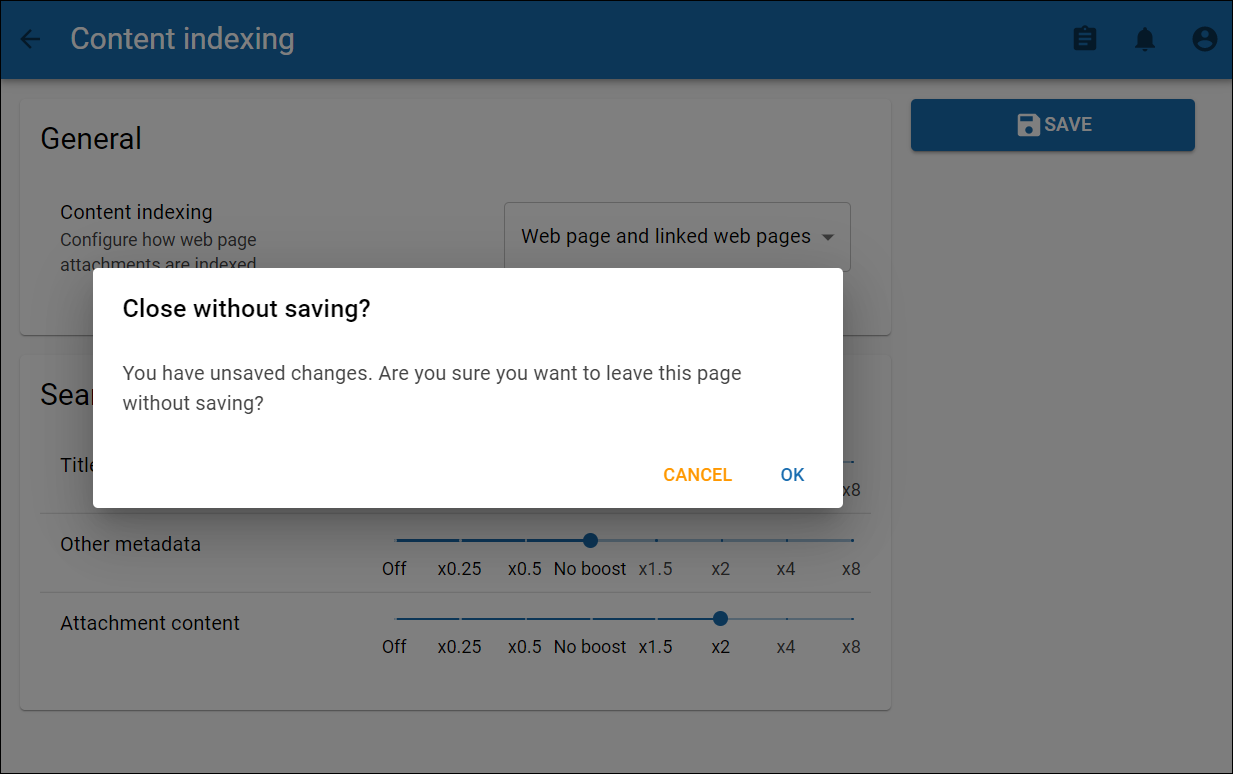 Content indexing
SAVE
General
Content indexing
Configure how web page
attachments are indexed
Web page and linked web pages
Close without saving?
You have unsaved changes. Are you sure you want to leave this page
without saving?
CANCEL OK
x8
Other metadata
Off x0.25 x0.5 No boost x1.5 x2 x4 x8
Attachment content
Off x0.25 x0.5 No boost x1.5 x2 x4 x8